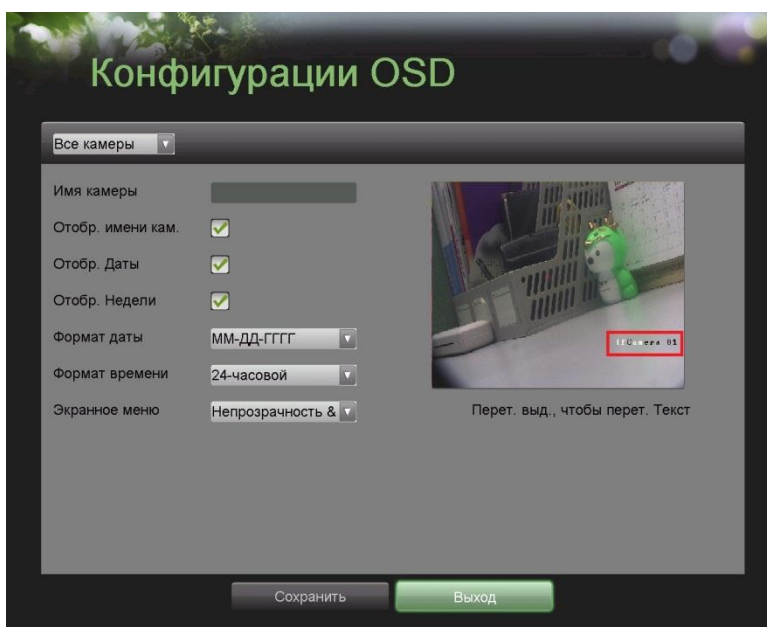 Конфигурации OSD
Все камеры
Имя камеры
Отобр. имени кам.
Отобр. Даты
Отобр. Недели
Формат даты ММ-ДД-ГГГГ
Формат времени 24-часовой
Экранное меню Непрозрачность &
Camera 01
Перет. выд., чтобы перет. Текст
Сохранить Выход